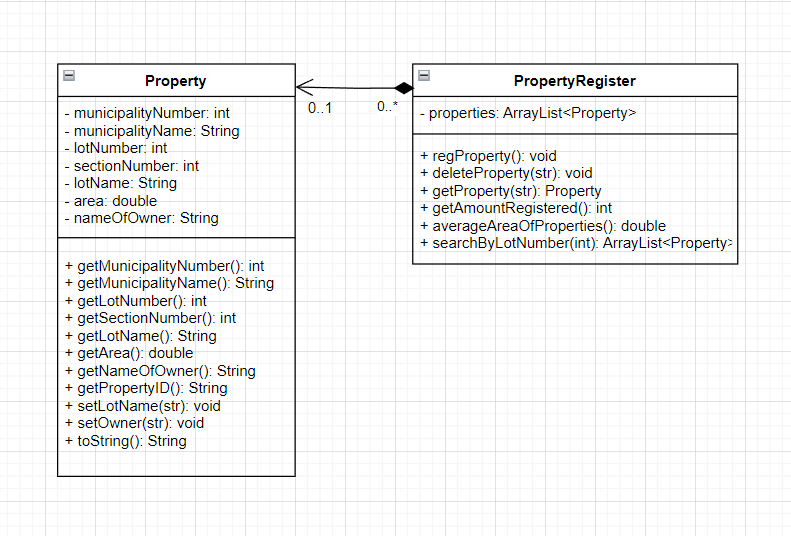 Property
- municipalityNumber: int
- municipalityName: String
- lotNumber: int
- sectionNumber: int
- lotName: String
- area: double
- nameOfOwner: String
+ getMunicipalityNumber(): int
+ getMunicipalityName(): String
+ getLotNumber(): int
+ getSectionNumber(): int
+ getLotName(): String
+ getArea(): double
+ getNameOfOwner(): String
+ getPropertyID(): String
+ setLotName(str): void
+ setOwner(str): void
+ toString(): String
0..1
0..*
PropertyRegister
- properties: ArrayList<Property>
+ regProperty(): void
+ deleteProperty(str): void
+ getProperty(str): Property
+ getAmountRegistered(): int
+ averageAreaOfProperties(): double
+ searchByLotNumber(int): ArrayList<Property>